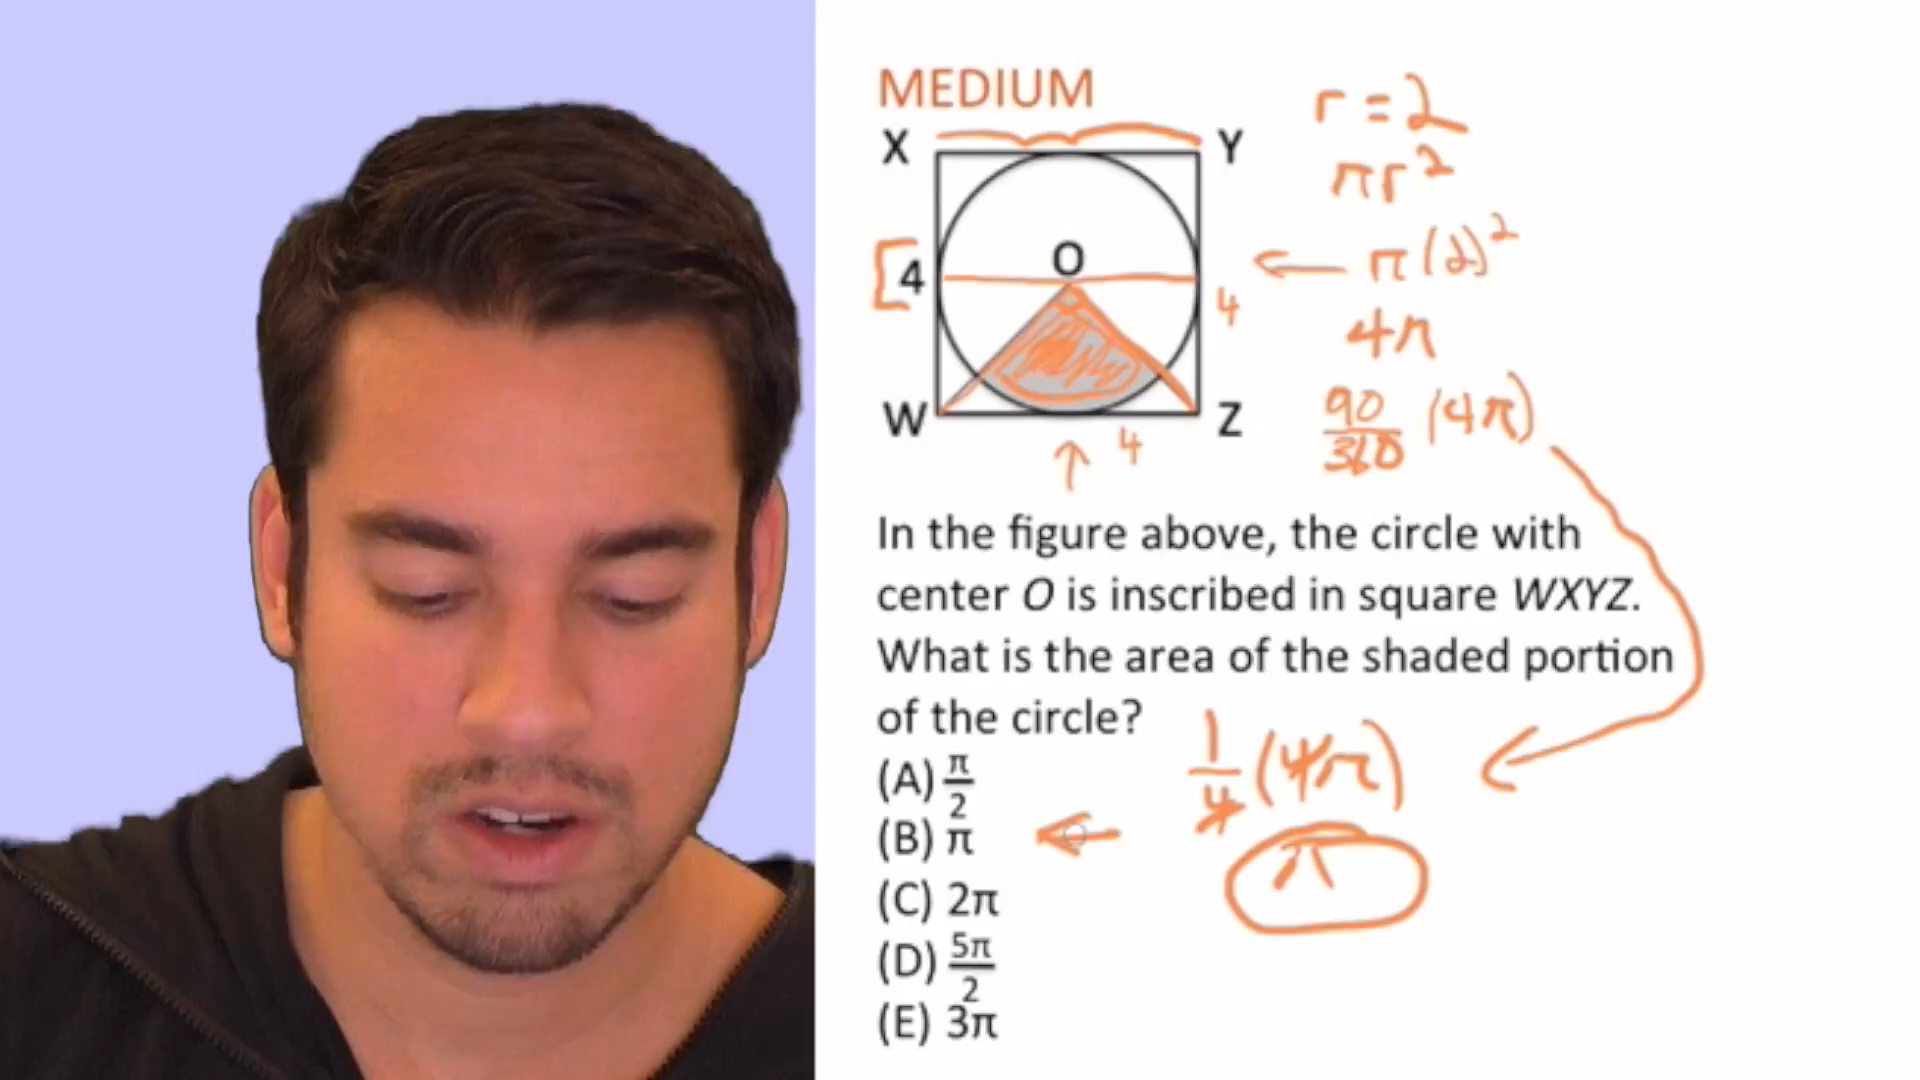 MEDIUM
r = 2
X Y
πr²
O
[4
← π(2)²
4
4π
W Z
90/360 (4π)
↑ 4
In the figure above, the circle with
center O is inscribed in square WXYZ.
What is the area of the shaded portion
of the circle?
1/4 (4π)
(A) π/2
(B) π ←
π
(C) 2π
(D) 5π/2
(E) 3π